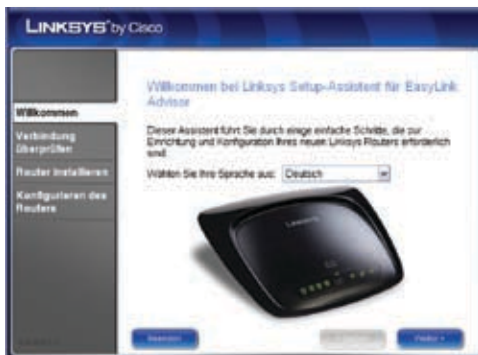 LINKSYS® by Cisco
Willkommen bei Linksys Setup-Assistent für EasyLink
Advisor
Willkommen
Dieser Assistent führt Sie durch einige einfache Schritte, die zur
Einrichtung und Konfiguration Ihres neuen Linksys Routers erforderlich
sind.
Verbindung
überprüfen
Wählen Sie Ihre Sprache aus: Deutsch
Router installieren
Konfigurieren des
Routers
LINKSYS
Beenden
Weiter